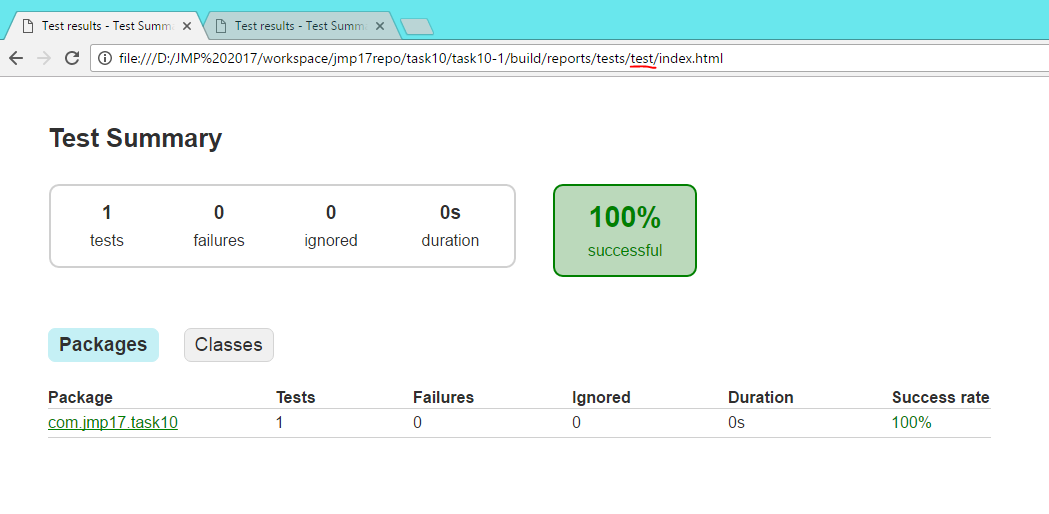 Test results - Test Summ
Test results - Test Summ
file:///D:/JMP%202017/workspace/jmp17repo/task10/task10-1/build/reports/tests/test/index.html
Test Summary
1 0 0 0s
tests failures ignored duration
100%
successful
Packages Classes
Package Tests Failures Ignored Duration Success rate
com.jmp17.task10 1 0 0 0s 100%